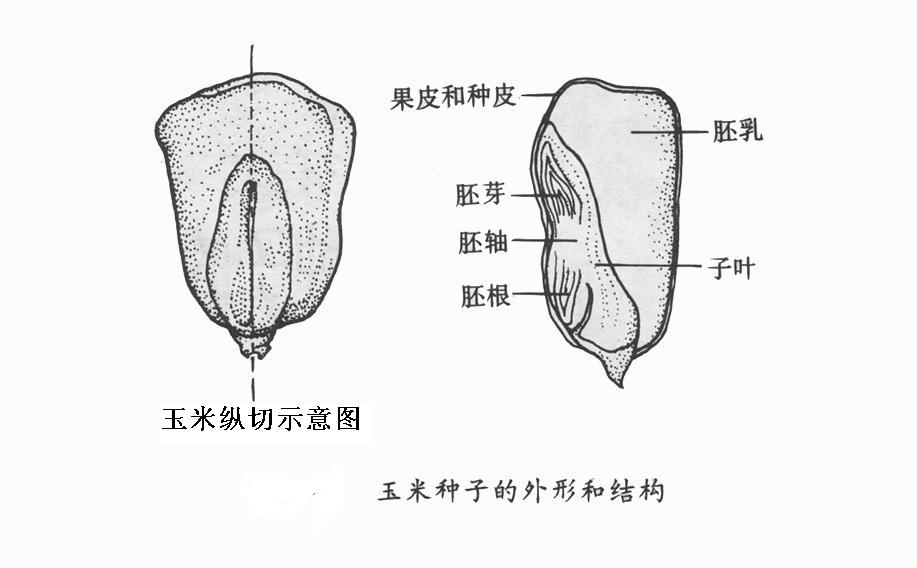 果皮和种皮
胚乳
胚芽
胚轴
子叶
胚根
玉米纵切示意图
玉米种子的外形和结构